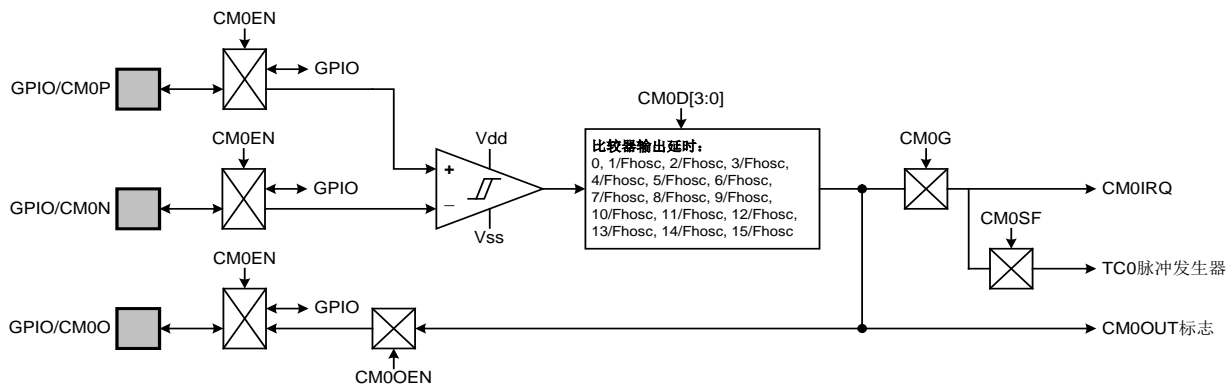 CM0EN
GPIO/CM0P
GPIO
CM0EN
GPIO/CM0N
GPIO
Vdd
+
−
Vss
CM0D[3:0]
比较器输出延时：
0, 1/Fhosc, 2/Fhosc, 3/Fhosc,
4/Fhosc, 5/Fhosc, 6/Fhosc,
7/Fhosc, 8/Fhosc, 9/Fhosc,
10/Fhosc, 11/Fhosc, 12/Fhosc,
13/Fhosc, 14/Fhosc, 15/Fhosc
CM0G
CM0IRQ
CM0SF
TC0脉冲发生器
CM0EN
GPIO/CM0O
GPIO
CM0OEN
CM0OUT标志